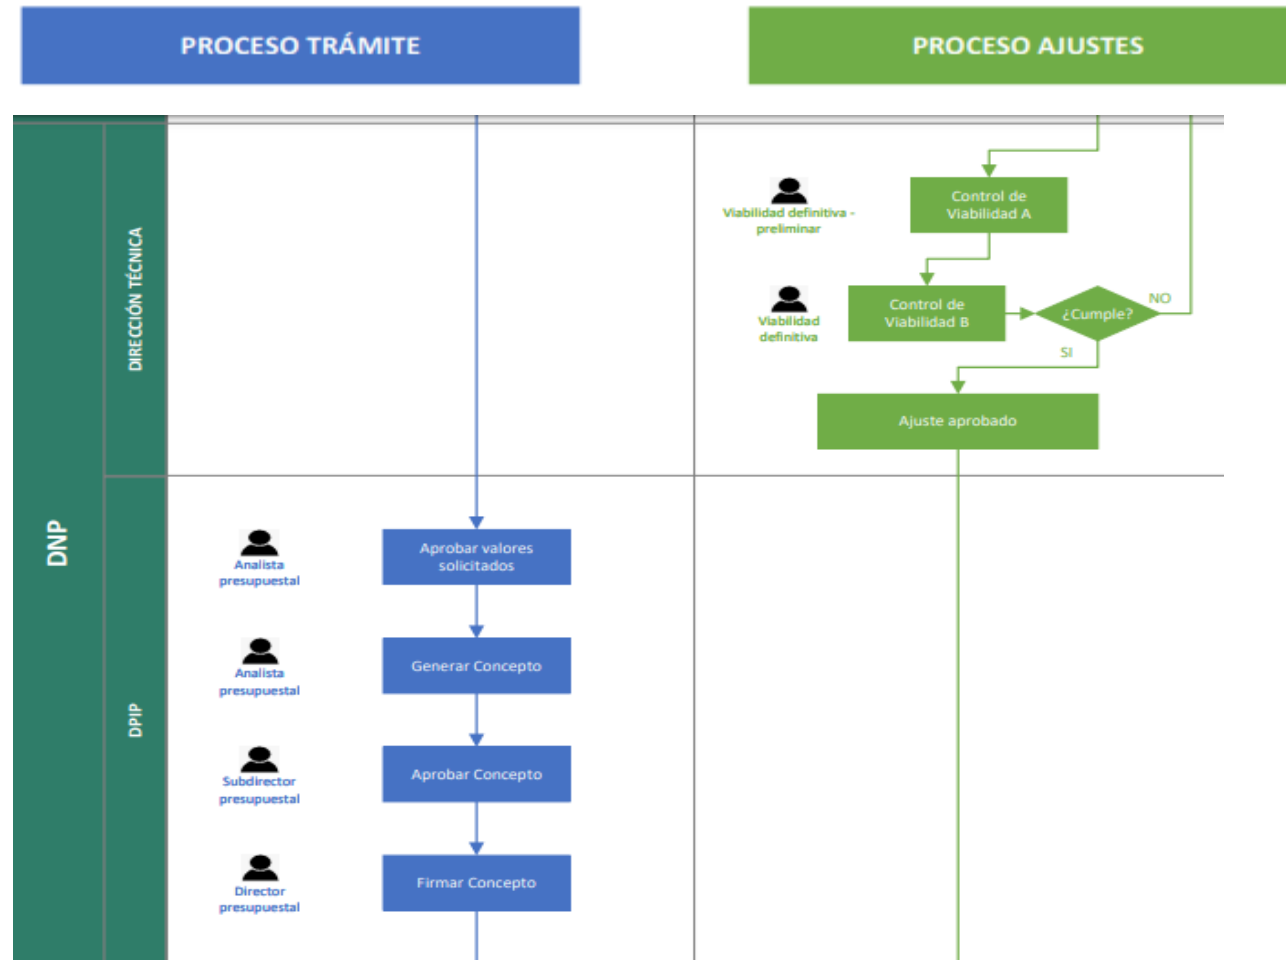 PROCESO TRÁMITE
PROCESO AJUSTES
DNP
DIRECCIÓN TÉCNICA
Viabilidad definitiva -
preliminar
Control de
Viabilidad A
Viabilidad
definitiva
Control de
Viabilidad B
¿Cumple?
NO
SI
Ajuste aprobado
DPIP
Analista
presupuestal
Aprobar valores
solicitados
Analista
presupuestal
Generar Concepto
Subdirector
presupuestal
Aprobar Concepto
Director
presupuestal
Firmar Concepto